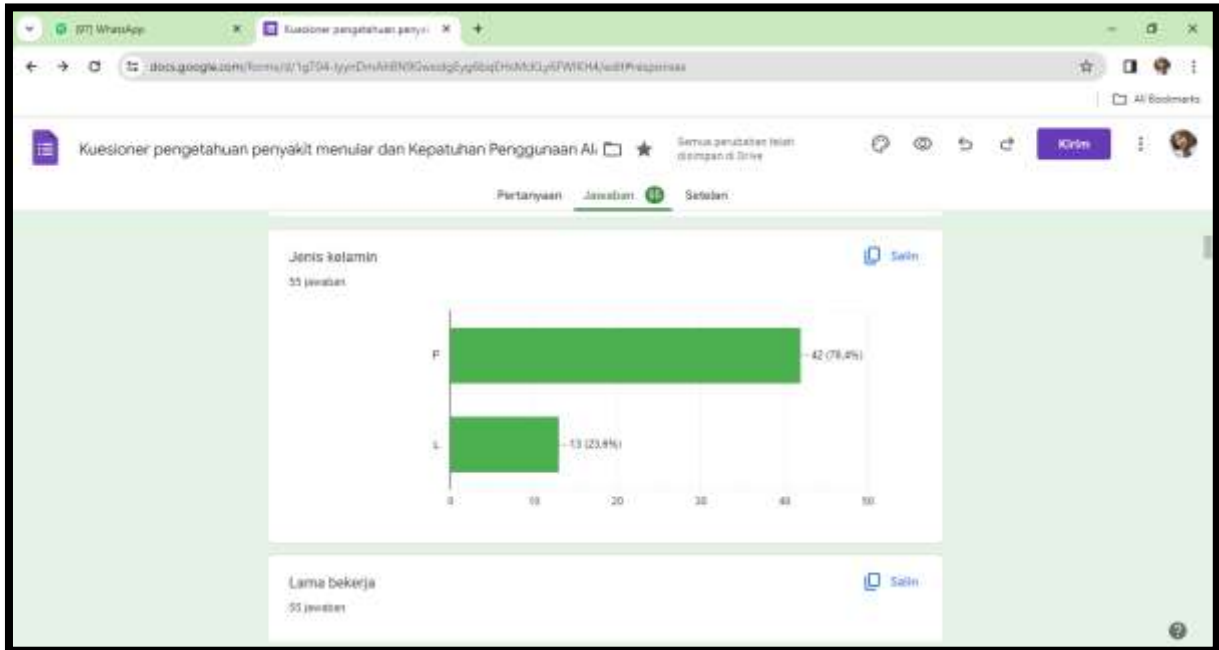 (97) WhatsApp
Kuesioner pengetahuan penyak
All Bookmarks
Kuesioner pengetahuan penyakit menular dan Kepatuhan Penggunaan Al
Semua perubahan telah
disimpan di Drive
Kirim
Pertanyaan Jawaban 55 Setelan
Jenis kelamin
Salin
55 jawaban
P
42 (76,4%)
L
13 (23,6%)
0 10 20 30 40 50
Lama bekerja
Salin
55 jawaban